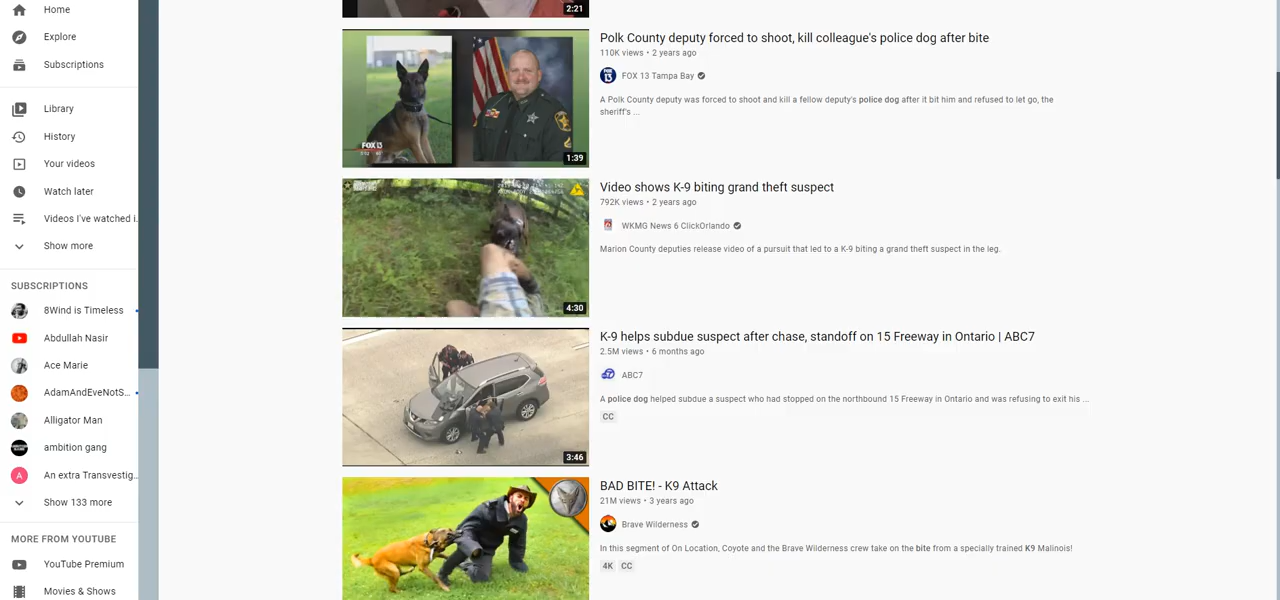 Home
Explore
Subscriptions
Library
History
Your videos
Watch later
Videos I've watched i...
Show more
SUBSCRIPTIONS
8Wind is Timeless
Abdullah Nasir
Ace Marie
AdamAndEveNotS...
Alligator Man
ambition gang
A
An extra Transvestig...
Show 133 more
MORE FROM YOUTUBE
YouTube Premium
Movies & Shows
2:21
FOX 13
1:39
Polk County deputy forced to shoot, kill colleague's police dog after bite
110K views • 2 years ago
FOX 13 Tampa Bay
A Polk County deputy was forced to shoot and kill a fellow deputy's police dog after it bit him and refused to let go, the
sheriff's ...
4:30
Video shows K-9 biting grand theft suspect
792K views • 2 years ago
WKMG News 6 ClickOrlando
Marion County deputies release video of a pursuit that led to a K-9 biting a grand theft suspect in the leg.
3:46
K-9 helps subdue suspect after chase, standoff on 15 Freeway in Ontario | ABC7
2.5M views • 6 months ago
ABC7
A police dog helped subdue a suspect who had stopped on the northbound 15 Freeway in Ontario and was refusing to exit his ...
CC
BAD BITE! - K9 Attack
21M views • 3 years ago
Brave Wilderness
In this segment of On Location, Coyote and the Brave Wilderness crew take on the bite from a specially trained K9 Malinois!
4K CC